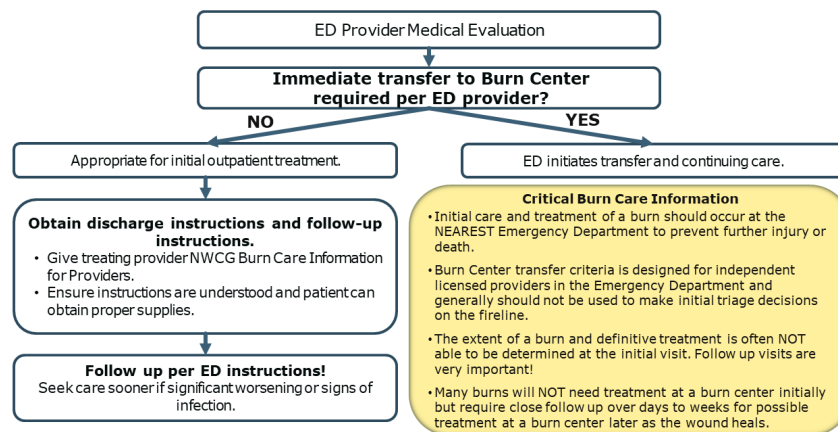 ED Provider Medical Evaluation
Immediate transfer to Burn Center
required per ED provider?
NO
YES
Appropriate for initial outpatient treatment.
ED initiates transfer and continuing care.
Obtain discharge instructions and follow-up
instructions.
• Give treating provider NWCG Burn Care Information
for Providers.
• Ensure instructions are understood and patient can
obtain proper supplies.
Follow up per ED instructions!
Seek care sooner if significant worsening or signs of
infection.
Critical Burn Care Information
•Initial care and treatment of a burn should occur at the
NEAREST Emergency Department to prevent further injury or
death.
•Burn Center transfer criteria is designed for independent
licensed providers in the Emergency Department and
generally should not be used to make initial triage decisions
on the fireline.
•The extent of a burn and definitive treatment is often NOT
able to be determined at the initial visit. Follow up visits are
very important!
•Many burns will NOT need treatment at a burn center initially
but require close follow up over days to weeks for possible
treatment at a burn center later as the wound heals.